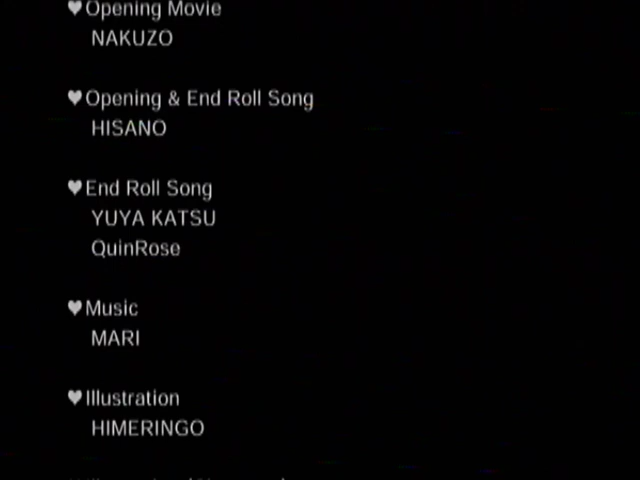 ♥Opening Movie
NAKUZO
♥Opening & End Roll Song
HISANO
♥End Roll Song
YUYA KATSU
QuinRose
♥Music
MARI
♥Illustration
HIMERINGO